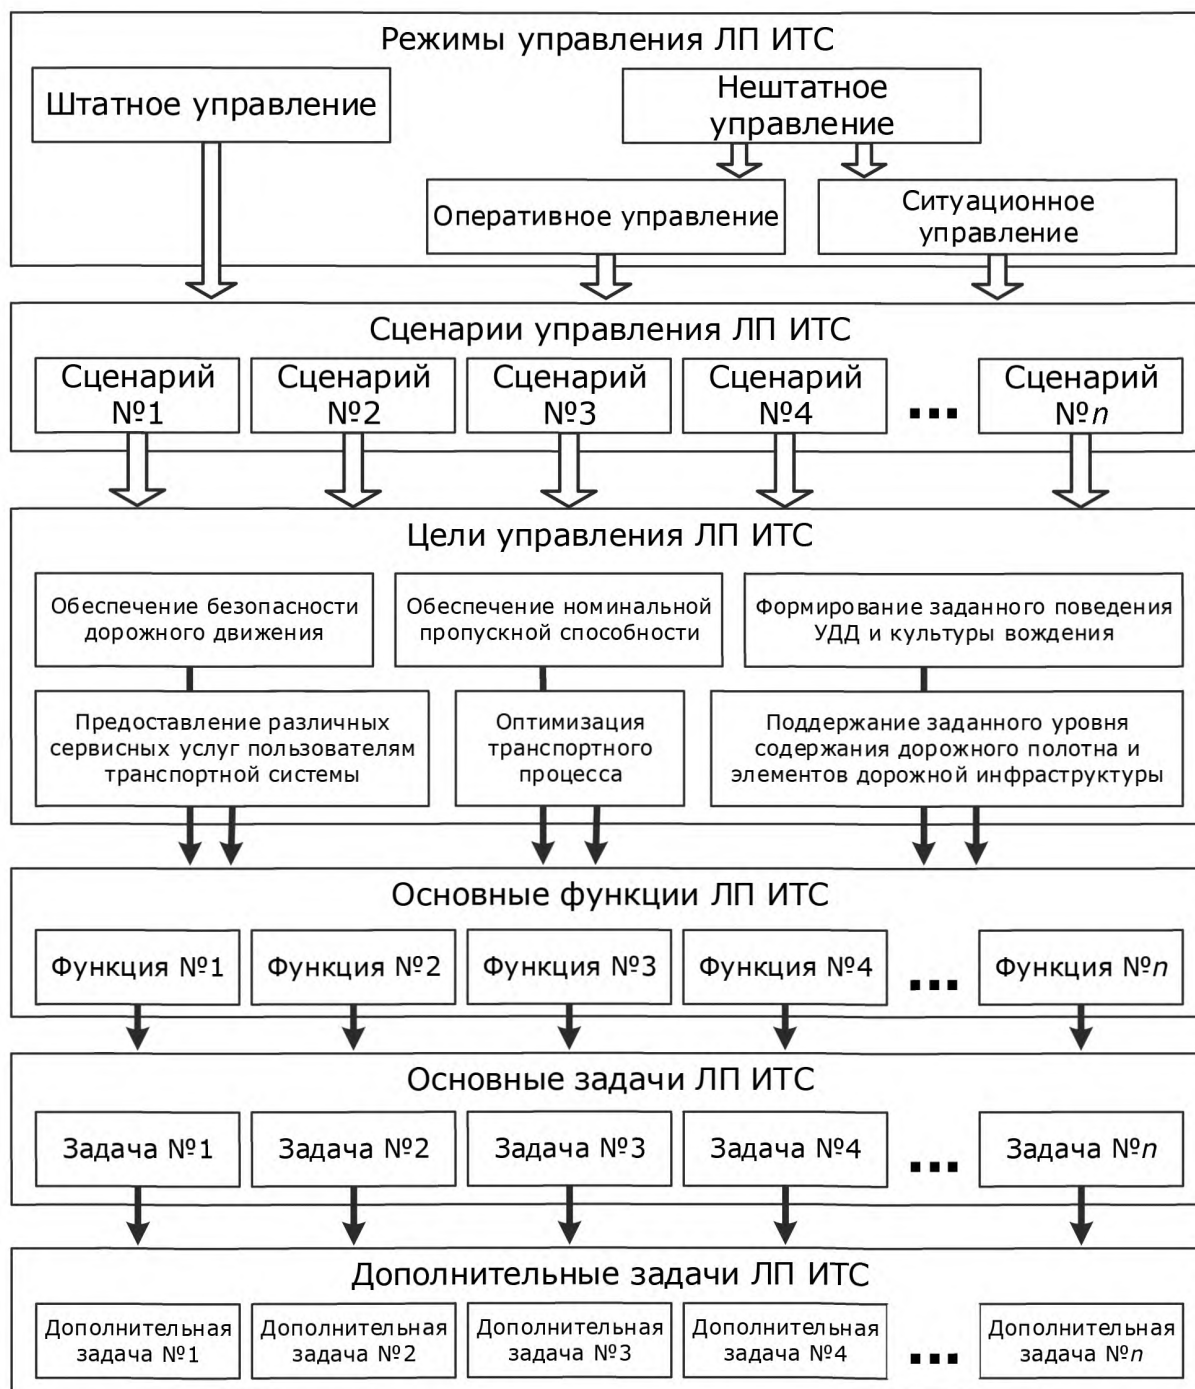 Режимы управления ЛП ИТС
Штатное управление
Нештатное
управление
Оперативное управление
Ситуационное
управление
Сценарии управления ЛП ИТС
Сценарий
№1
Сценарий
№2
Сценарий
№3
Сценарий
№4
...
Сценарий
№n
Цели управления ЛП ИТС
Обеспечение безопасности
дорожного движения
Обеспечение номинальной
пропускной способности
Формирование заданного поведения
УДД и культуры вождения
Предоставление различных
сервисных услуг пользователям
транспортной системы
Оптимизация
транспортного
процесса
Поддержание заданного уровня
содержания дорожного полотна и
элементов дорожной инфраструктуры
Основные функции ЛП ИТС
Функция №1
Функция №2
Функция №3
Функция №4
...
Функция №n
Основные задачи ЛП ИТС
Задача №1
Задача №2
Задача №3
Задача №4
...
Задача №n
Дополнительные задачи ЛП ИТС
Дополнительная
задача №1
Дополнительная
задача №2
Дополнительная
задача №3
Дополнительная
задача №4
...
Дополнительная
задача №n